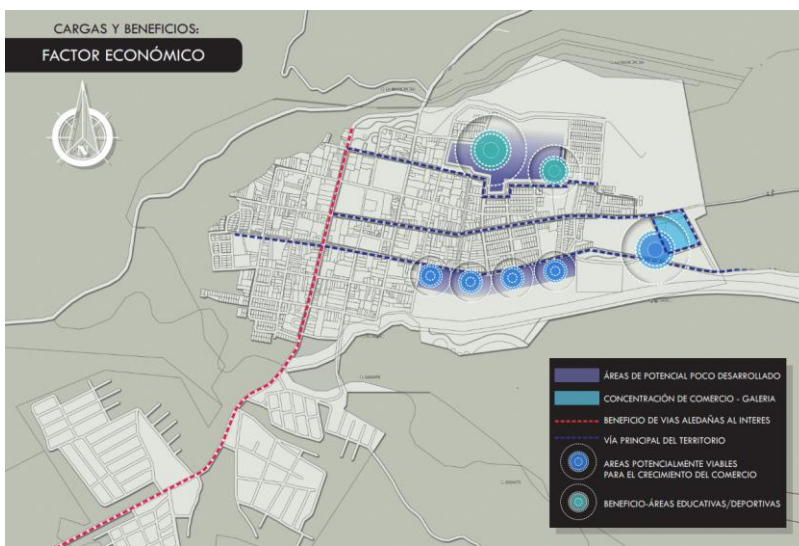 CARGAS Y BENEFICIOS:
FACTOR ECONÓMICO
N
ÁREAS DE POTENCIAL POCO DESARROLLADO
CONCENTRACIÓN DE COMERCIO - GALERIA
BENEFICIO DE VIAS ALEDAÑAS AL INTERES
VÍA PRINCIPAL DEL TERRITORIO
AREAS POTENCIALMENTE VIABLES
PARA EL CRECIMIENTO DEL COMERCIO
BENEFICIO-ÁREAS EDUCATIVAS/DEPORTIVAS